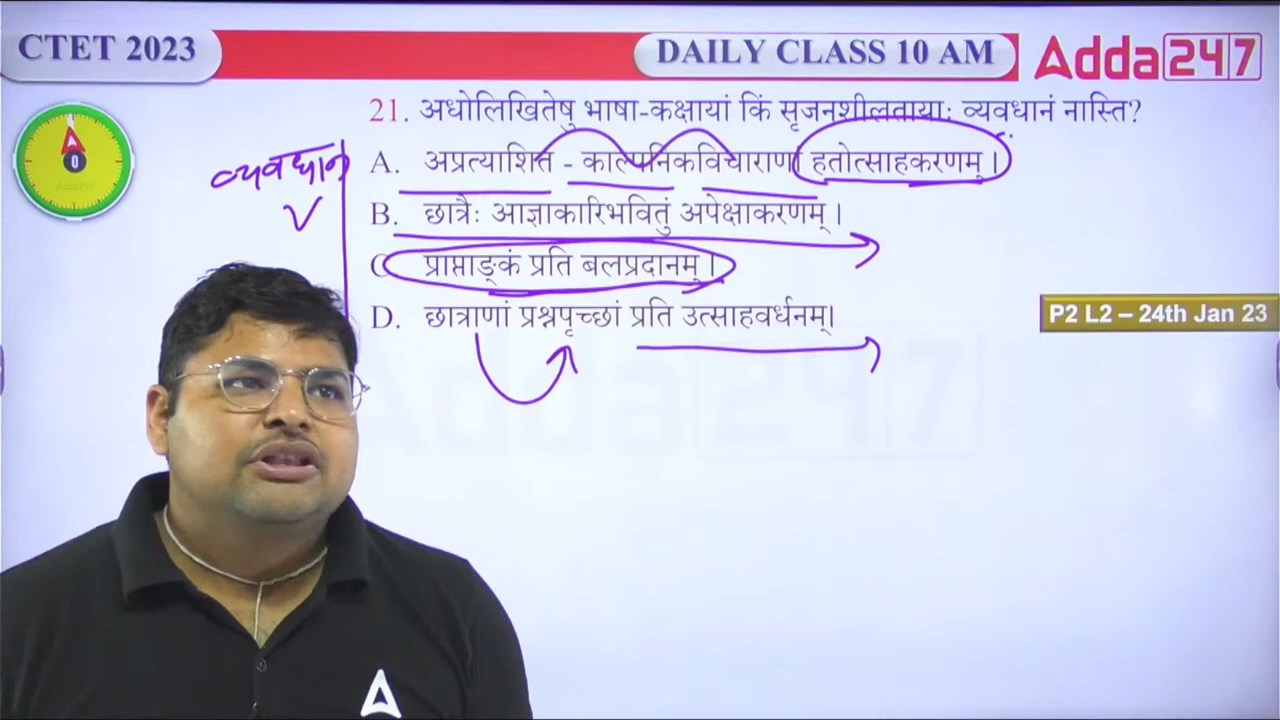 CTET 2023
DAILY CLASS 10 AM
Adda247
21. अधोलिखितेषु भाषा-कक्षायां किं सृजनशीलतायाः व्यवधानं नास्ति?
व्यवधान
A. अप्रत्याशित - काल्पनिकविचाराणां हतोत्साहकरणम् ।
B. छात्रैः आज्ञाकारिभवितुं अपेक्षाकरणम् ।
C. प्राप्ताङ्कं प्रति बलप्रदानम् ।
D. छात्राणां प्रश्नपृच्छां प्रति उत्साहवर्धनम्।
P2 L2 – 24th Jan 23
0
Adda247